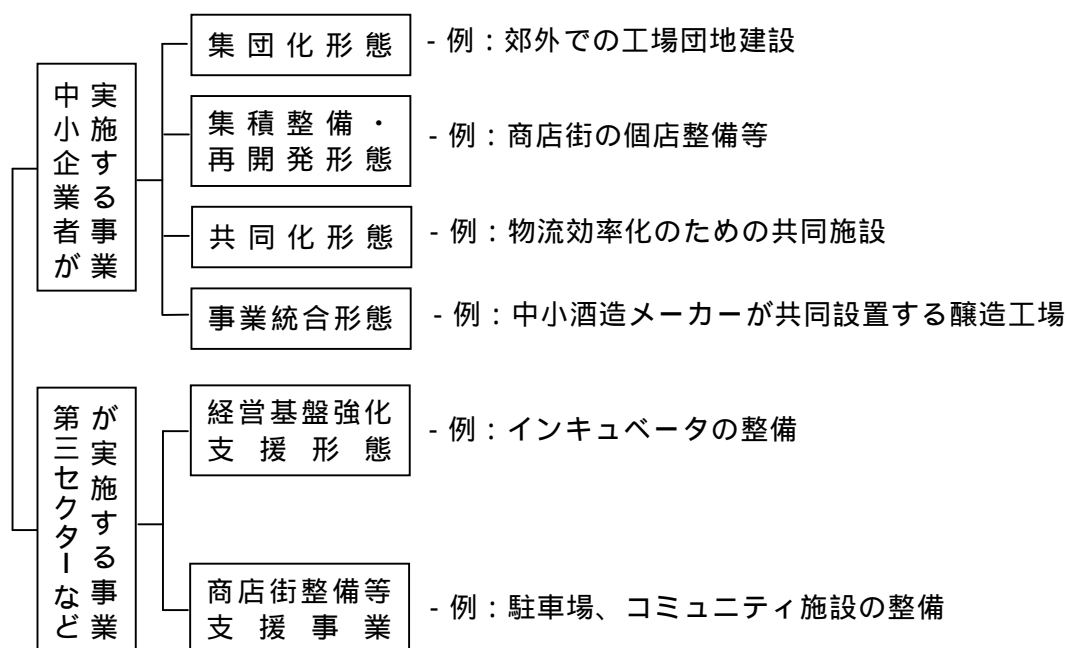 中小企業者が
実施する事業
集団化形態
- 例：郊外での工場団地建設
集積整備・
再開発形態
- 例：商店街の個店整備等
共同化形態
- 例：物流効率化のための共同施設
事業統合形態
- 例：中小酒造メーカーが共同設置する醸造工場
第三セクターなど
が実施する事業
経営基盤強化
支援形態
- 例：インキュベータの整備
商店街整備等
支援事業
- 例：駐車場、コミュニティ施設の整備